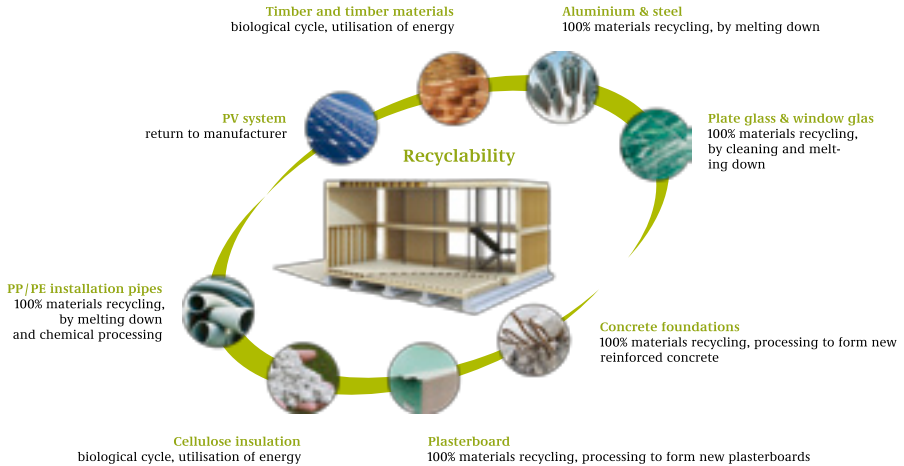 Timber and timber materials
biological cycle, utilisation of energy
Aluminium & steel
100% materials recycling, by melting down
PV system
return to manufacturer
Plate glass & window glas
100% materials recycling,
by cleaning and melt-
ing down
Recyclability
PP/PE installation pipes
100% materials recycling,
by melting down
and chemical processing
Concrete foundations
100% materials recycling, processing to form new
reinforced concrete
Cellulose insulation
biological cycle, utilisation of energy
Plasterboard
100% materials recycling, processing to form new plasterboards